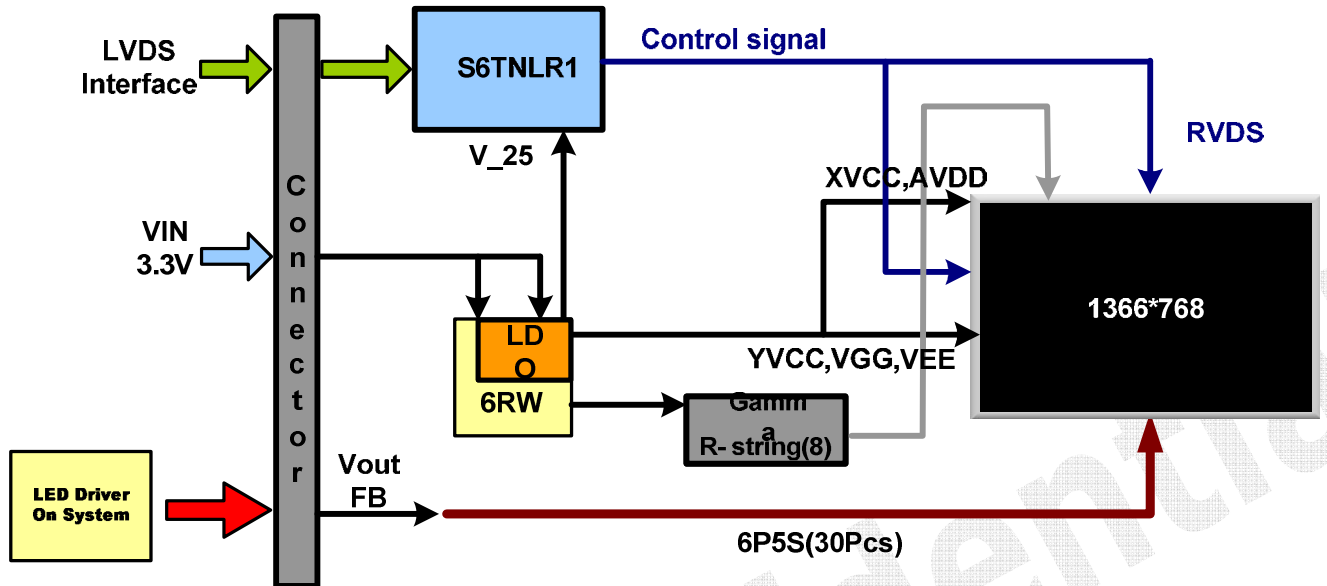 LVDS
Interface
S6TNLR1
Control signal
RVDS
V_25
XVCC,AVDD
VIN
3.3V
Connector
1366*768
LD
O
6RW
YVCC,VGG,VEE
Gamm
a
R- string(8)
LED Driver
On System
Vout
FB
6P5S(30Pcs)